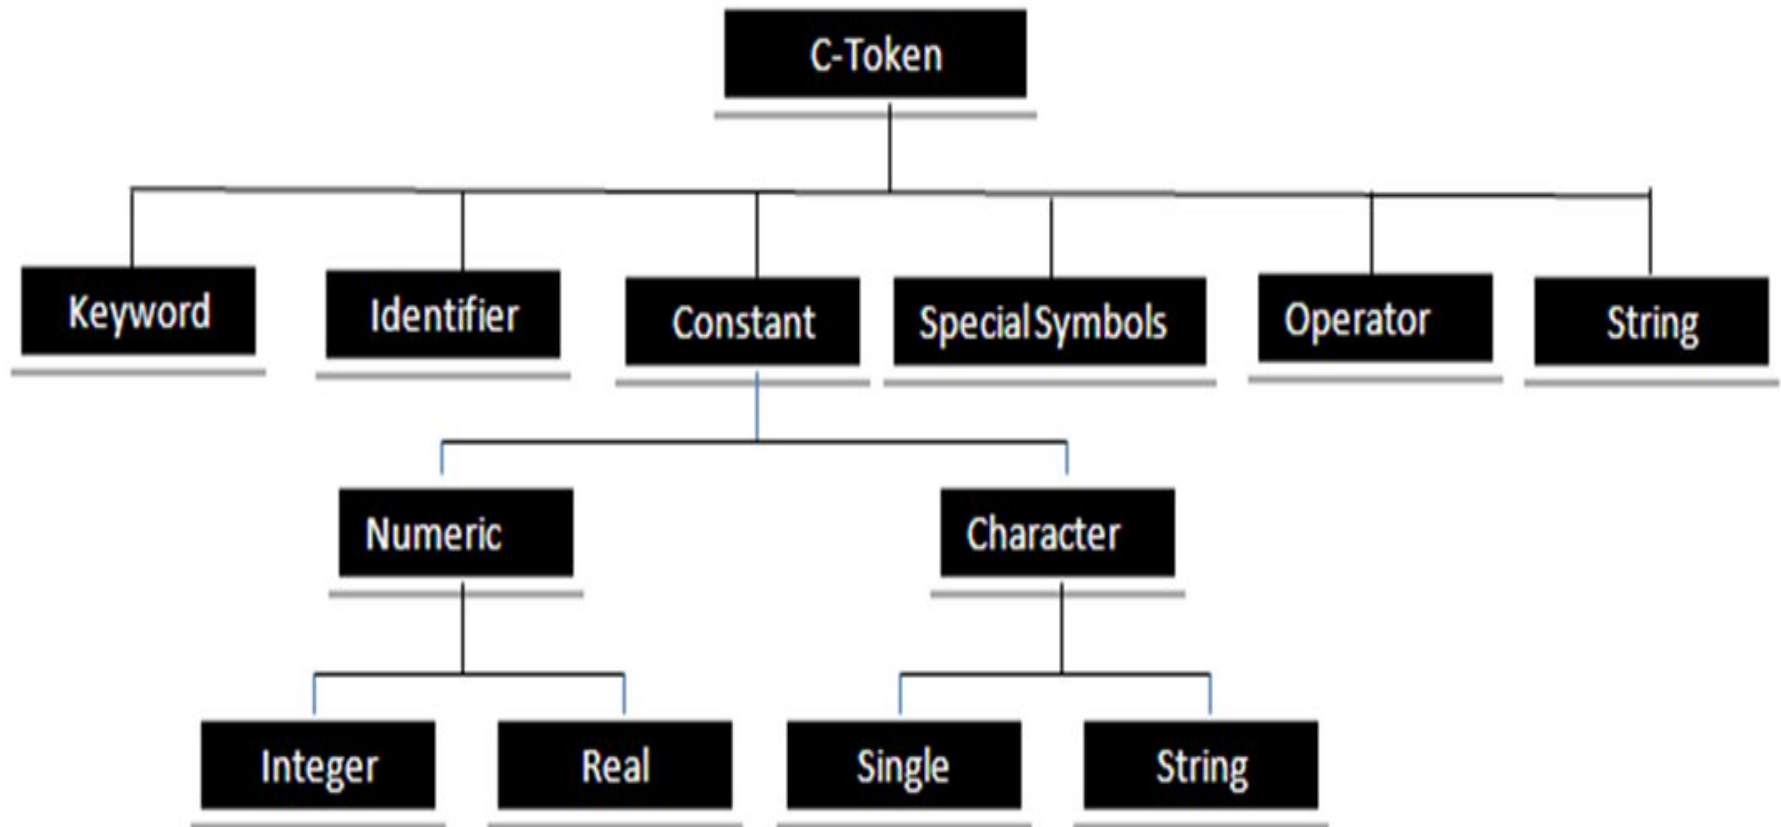 C-Token
Keyword
Identifier
Constant
Special Symbols
Operator
String
Numeric
Character
Integer
Real
Single
String